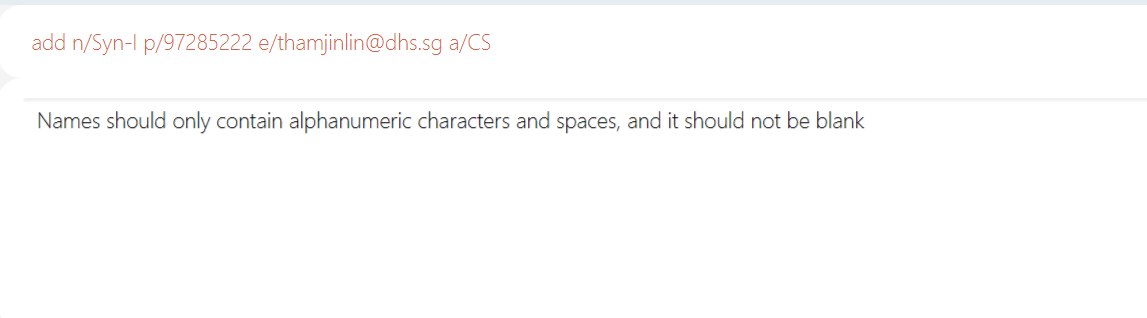 add n/Syn-l p/97285222 e/thamjinlin@dhs.sg a/CS
Names should only contain alphanumeric characters and spaces, and it should not be blank